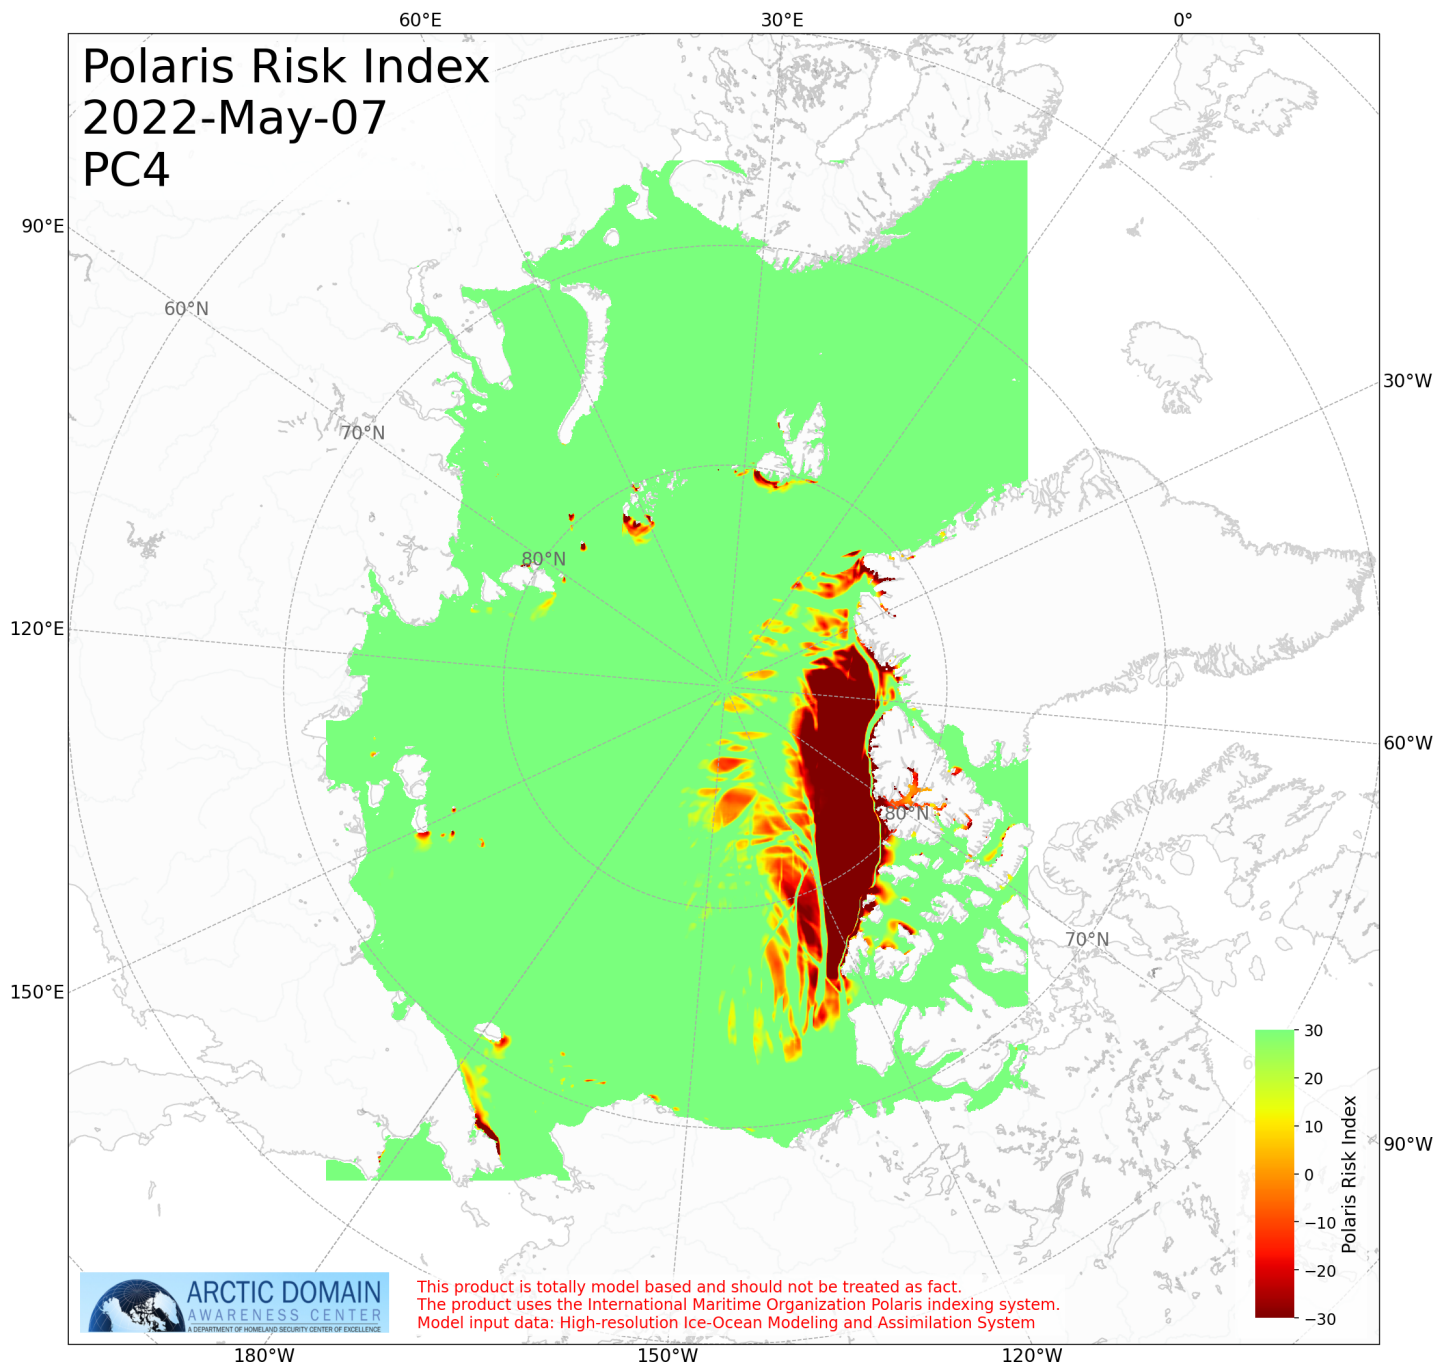 60°E 30°E 0°
Polaris Risk Index
2022-May-07
PC4
90°E
60°N
30°W
70°N
80°N
120°E
60°W
80°N
70°N
150°E
30
20
10
0
−10
−20
−30
Polaris Risk Index
90°W
ARCTIC DOMAIN
AWARENESS CENTER
A DEPARTMENT OF HOMELAND SECURITY CENTER OF EXCELLENCE
This product is totally model based and should not be treated as fact.
The product uses the International Maritime Organization Polaris indexing system.
Model input data: High-resolution Ice-Ocean Modeling and Assimilation System
180°W 150°W 120°W